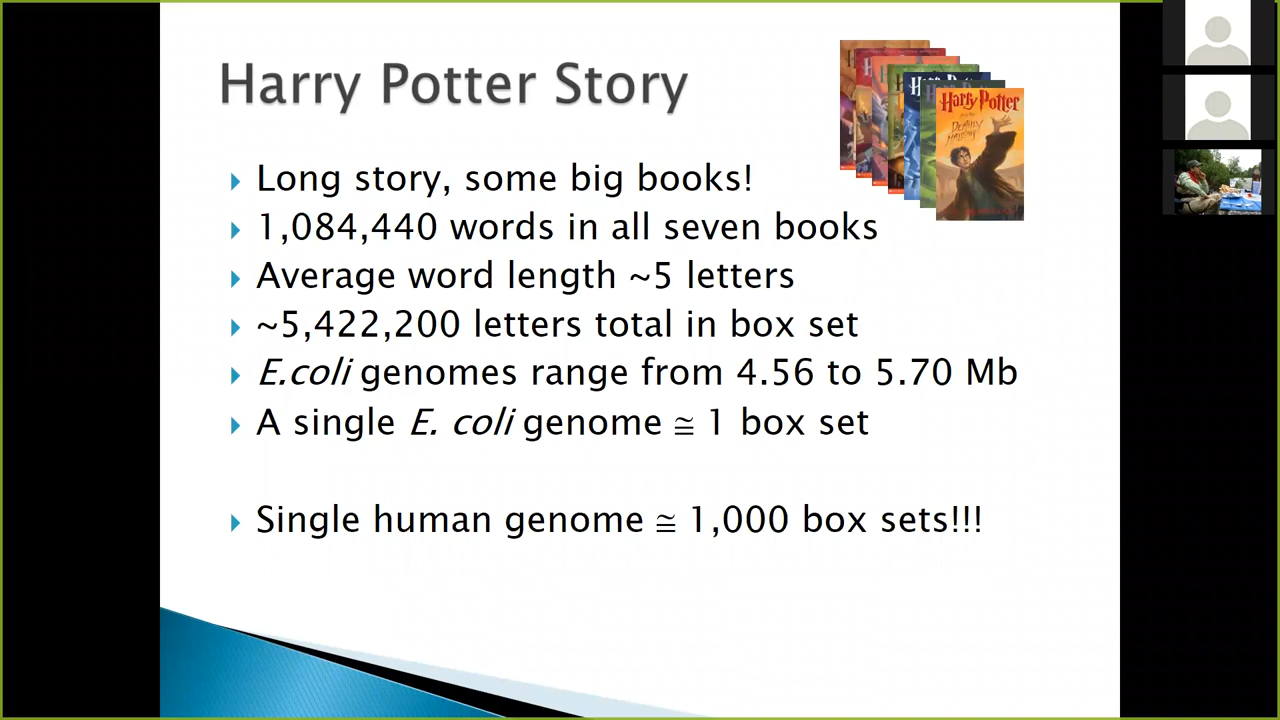 Harry Potter Story
Long story, some big books!
1,084,440 words in all seven books
Average word length ~5 letters
~5,422,200 letters total in box set
E.coli genomes range from 4.56 to 5.70 Mb
A single E. coli genome ≅ 1 box set
Single human genome ≅ 1,000 box sets!!!
Harry Potter
DEATHLY HALLOWS